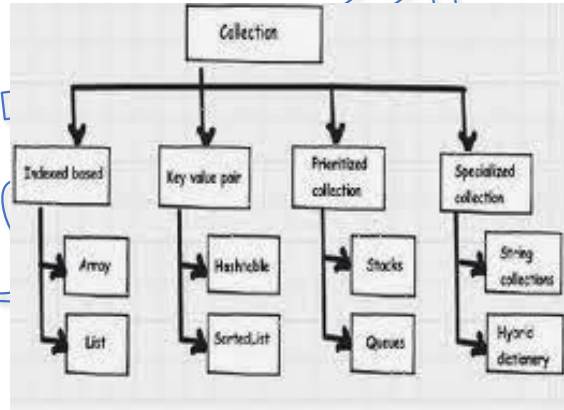 Collection
Indexed based
Key value pair
Prioritized
collection
Specialized
collection
Array
Hashtable
Stacks
String
collections
List
SortedList
Queues
Hybrid
dictionery